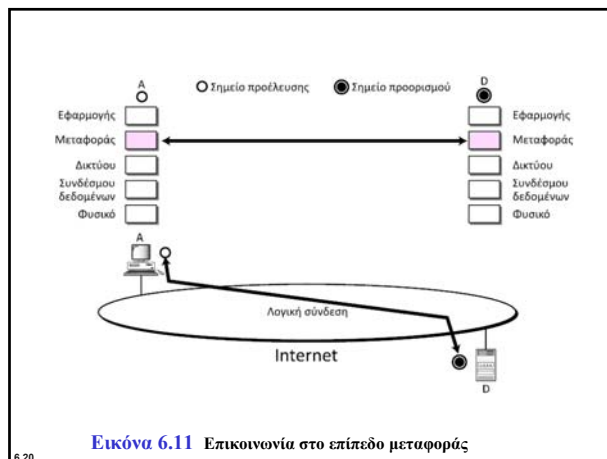 A
Σημείο προέλευσης
Σημείο προορισμού
D
Εφαρμογής
Μεταφοράς
Δικτύου
Συνδέσμου
δεδομένων
Φυσικό
Εφαρμογής
Μεταφοράς
Δικτύου
Συνδέσμου
δεδομένων
Φυσικό
A
Λογική σύνδεση
Internet
D
Εικόνα 6.11 Επικοινωνία στο επίπεδο μεταφοράς
6.20